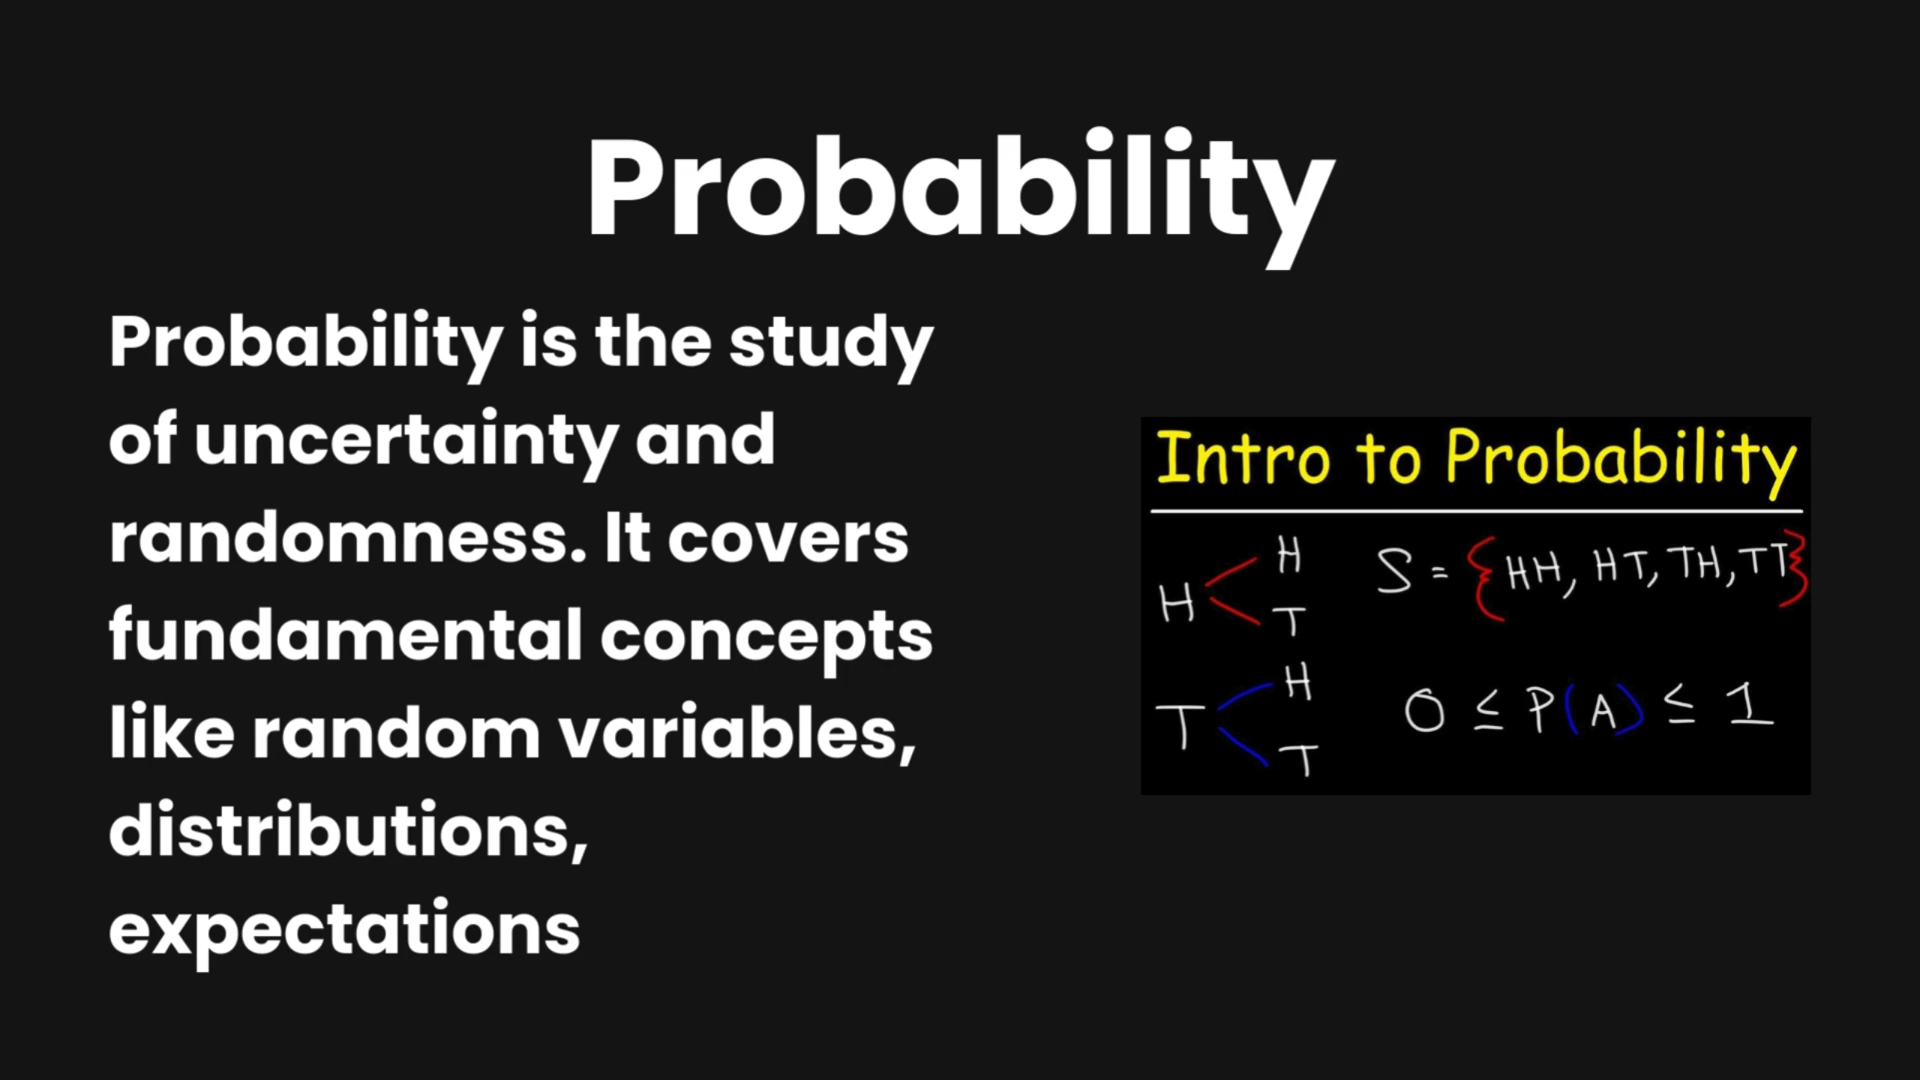 Probability
Probability is the study
of uncertainty and
randomness. It covers
fundamental concepts
like random variables,
distributions,
expectations
Intro to Probability
H
H
T
S = {HH, HT, TH, TT}
T
H
T
0 ≤ P(A) ≤ 1